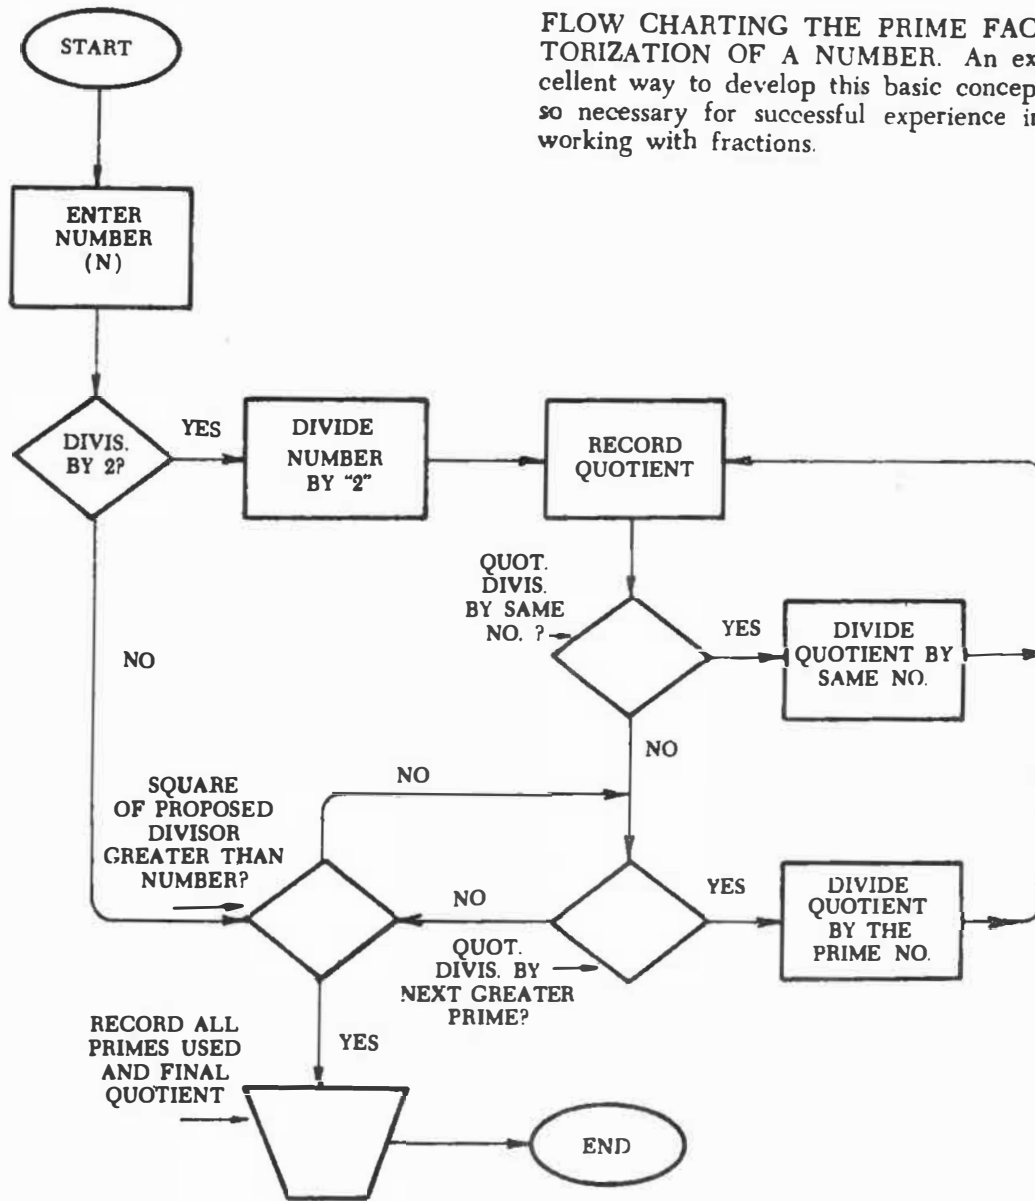 FLOW CHARTING THE PRIME FAC
TORIZATION OF A NUMBER. An ex
cellent way to develop this basic concep
so necessary for successful experience in
working with fractions.
START
ENTER
NUMBER
(N)
DIVIS.
BY 2?
YES
DIVIDE
NUMBER
BY “2”
RECORD
QUOTIENT
QUOT.
DIVIS.
BY SAME
NO. ?
YES
DIVIDE
QUOTIENT BY
SAME NO.
NO
NO
NO
SQUARE
OF PROPOSED
DIVISOR
GREATER THAN
NUMBER?
NO
QUOT.
DIVIS. BY
NEXT GREATER
PRIME?
YES
DIVIDE
QUOTIENT
BY THE
PRIME NO.
YES
RECORD ALL
PRIMES USED
AND FINAL
QUOTIENT
END